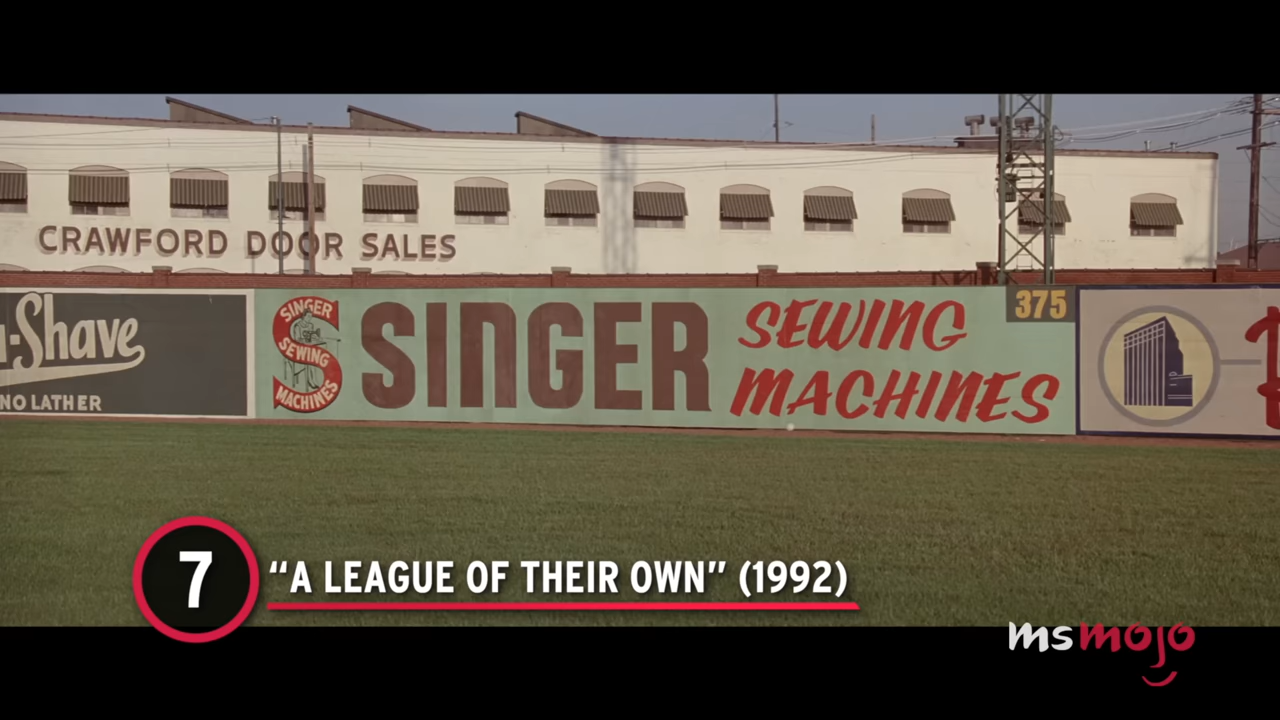 CRAWFORD DOOR SALES
-Shave
NO LATHER
SINGER
SEWING
MACHINES
SINGER
SEWING
MACHINES
375
7
"A LEAGUE OF THEIR OWN" (1992)
msmojo